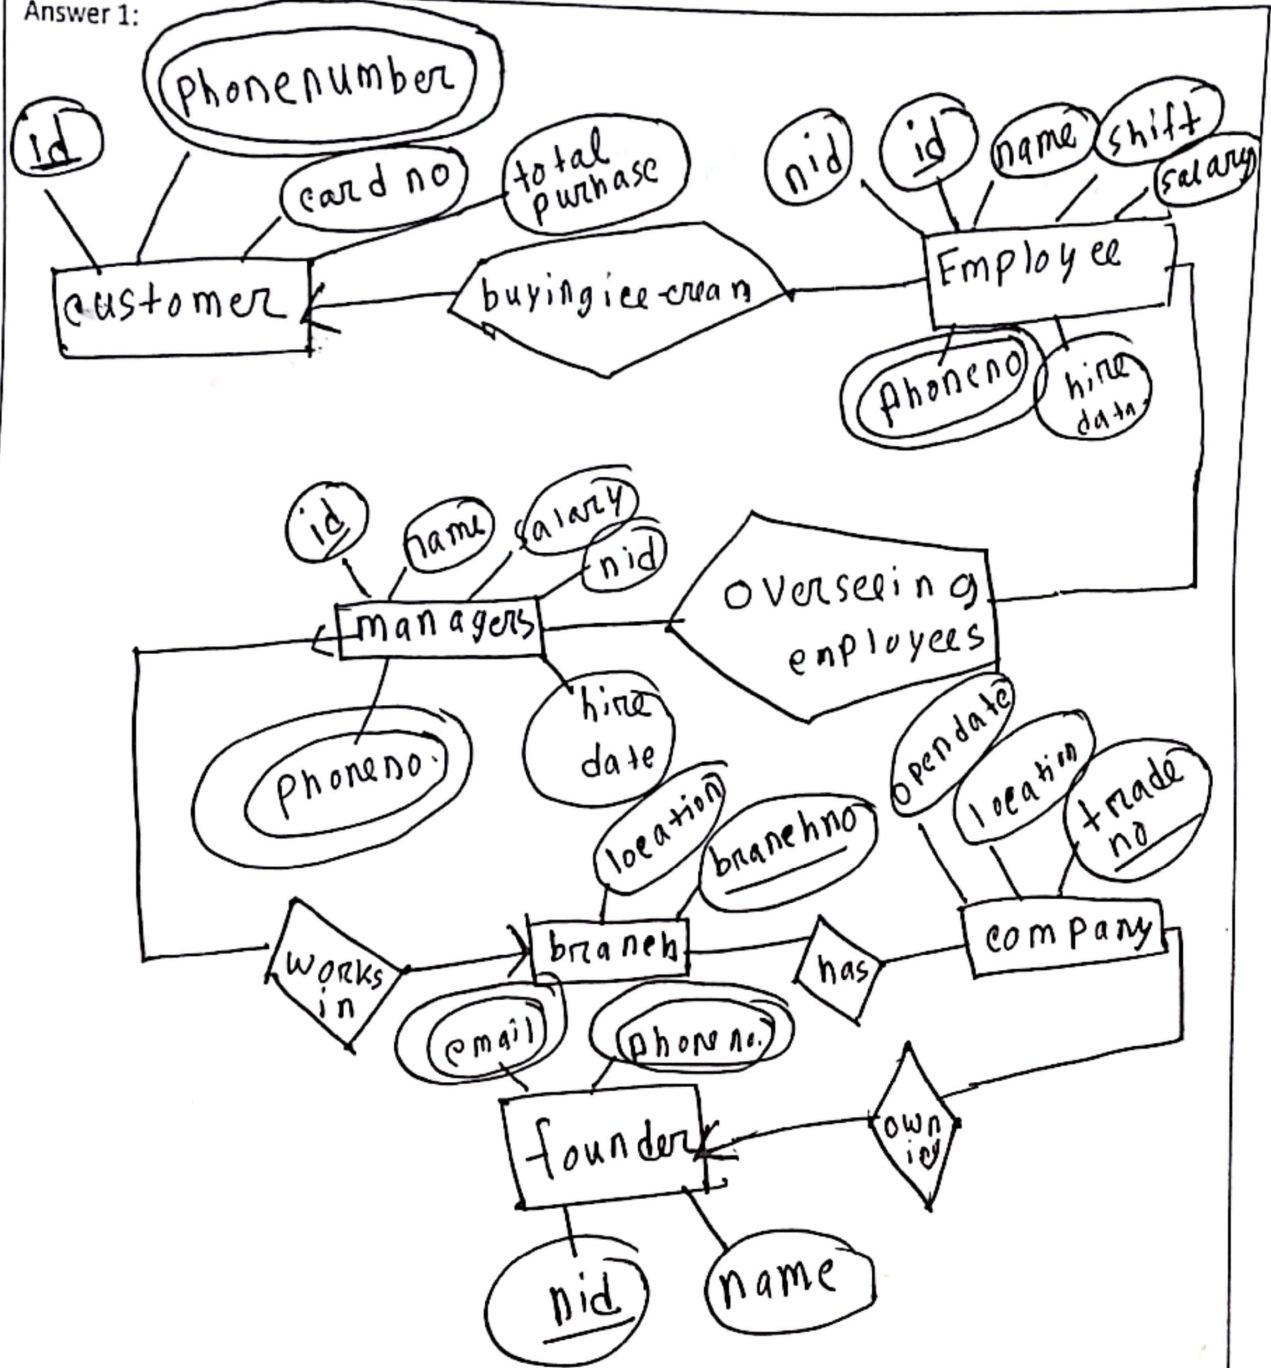 Answer 1:
phonenumber
id
card no
total
purhase
nid
id
name
shift
salary
customer
buying ice-cream
Employee
Phoneno
hire
data
id
name
salary
nid
managers
overseeing
employees
hire
date
phoneno.
opendate
location
trade
no
location
branchno
works
in
branch
has
company
email
phone no.
founder
own
nid
name